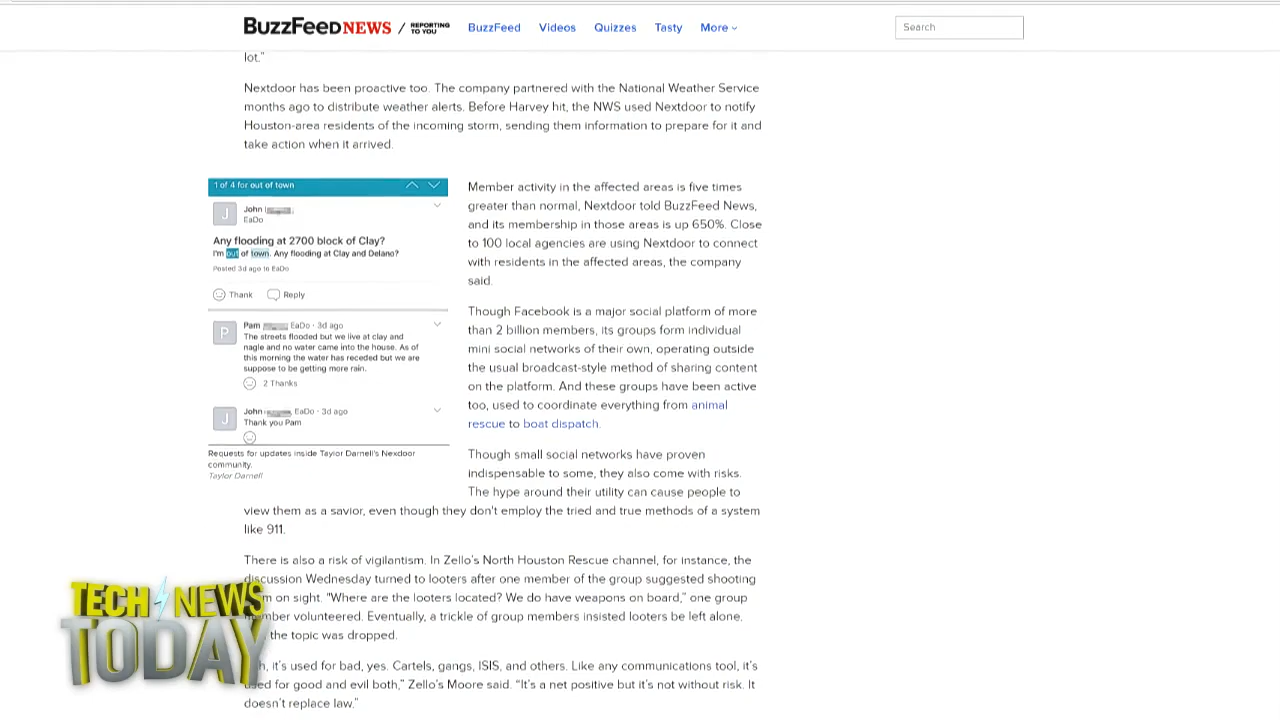 BuzzFeedNEWS / REPORTING TO YOU BuzzFeed Videos Quizzes Tasty More Search
lot."
Nextdoor has been proactive too. The company partnered with the National Weather Service
months ago to distribute weather alerts. Before Harvey hit, the NWS used Nextdoor to notify
Houston-area residents of the incoming storm, sending them information to prepare for it and
take action when it arrived.
1 of 4 for out of town
J John
EaDo
Any flooding at 2700 block of Clay?
I'm out of town. Any flooding at Clay and Delano?
Posted 3d ago to EaDo
Thank Reply
P Pam EaDo · 3d ago
The streets flooded but we live at clay and
nagle and no water came into the house. As of
this morning the water has receded but we are
suppose to be getting more rain.
2 Thanks
J John EaDo · 3d ago
Thank you Pam
Requests for updates inside Taylor Darnell's Nexdoor
community.
Taylor Darnell
Member activity in the affected areas is five times
greater than normal, Nextdoor told BuzzFeed News,
and its membership in those areas is up 650%. Close
to 100 local agencies are using Nextdoor to connect
with residents in the affected areas, the company
said.
Though Facebook is a major social platform of more
than 2 billion members, its groups form individual
mini social networks of their own, operating outside
the usual broadcast-style method of sharing content
on the platform. And these groups have been active
too, used to coordinate everything from animal
rescue to boat dispatch.
Though small social networks have proven
indispensable to some, they also come with risks.
The hype around their utility can cause people to
view them as a savior, even though they don't employ the tried and true methods of a system
like 911.
There is also a risk of vigilantism. In Zello's North Houston Rescue channel, for instance, the
discussion Wednesday turned to looters after one member of the group suggested shooting
on sight. "Where are the looters located? We do have weapons on board," one group
member volunteered. Eventually, a trickle of group members insisted looters be left alone,
the topic was dropped.
it's used for bad, yes. Cartels, gangs, ISIS, and others. Like any communications tool, it's
used for good and evil both," Zello's Moore said. "It's a net positive but it's not without risk. It
doesn't replace law."
TECH NEWS
TODAY